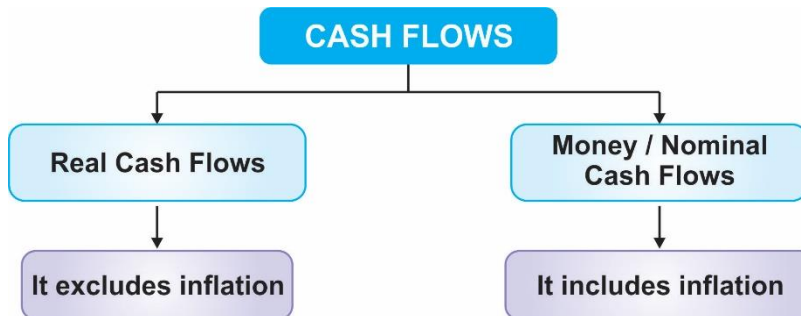 CASH FLOWS
Real Cash Flows
Money / Nominal
Cash Flows
It excludes inflation
It includes inflation